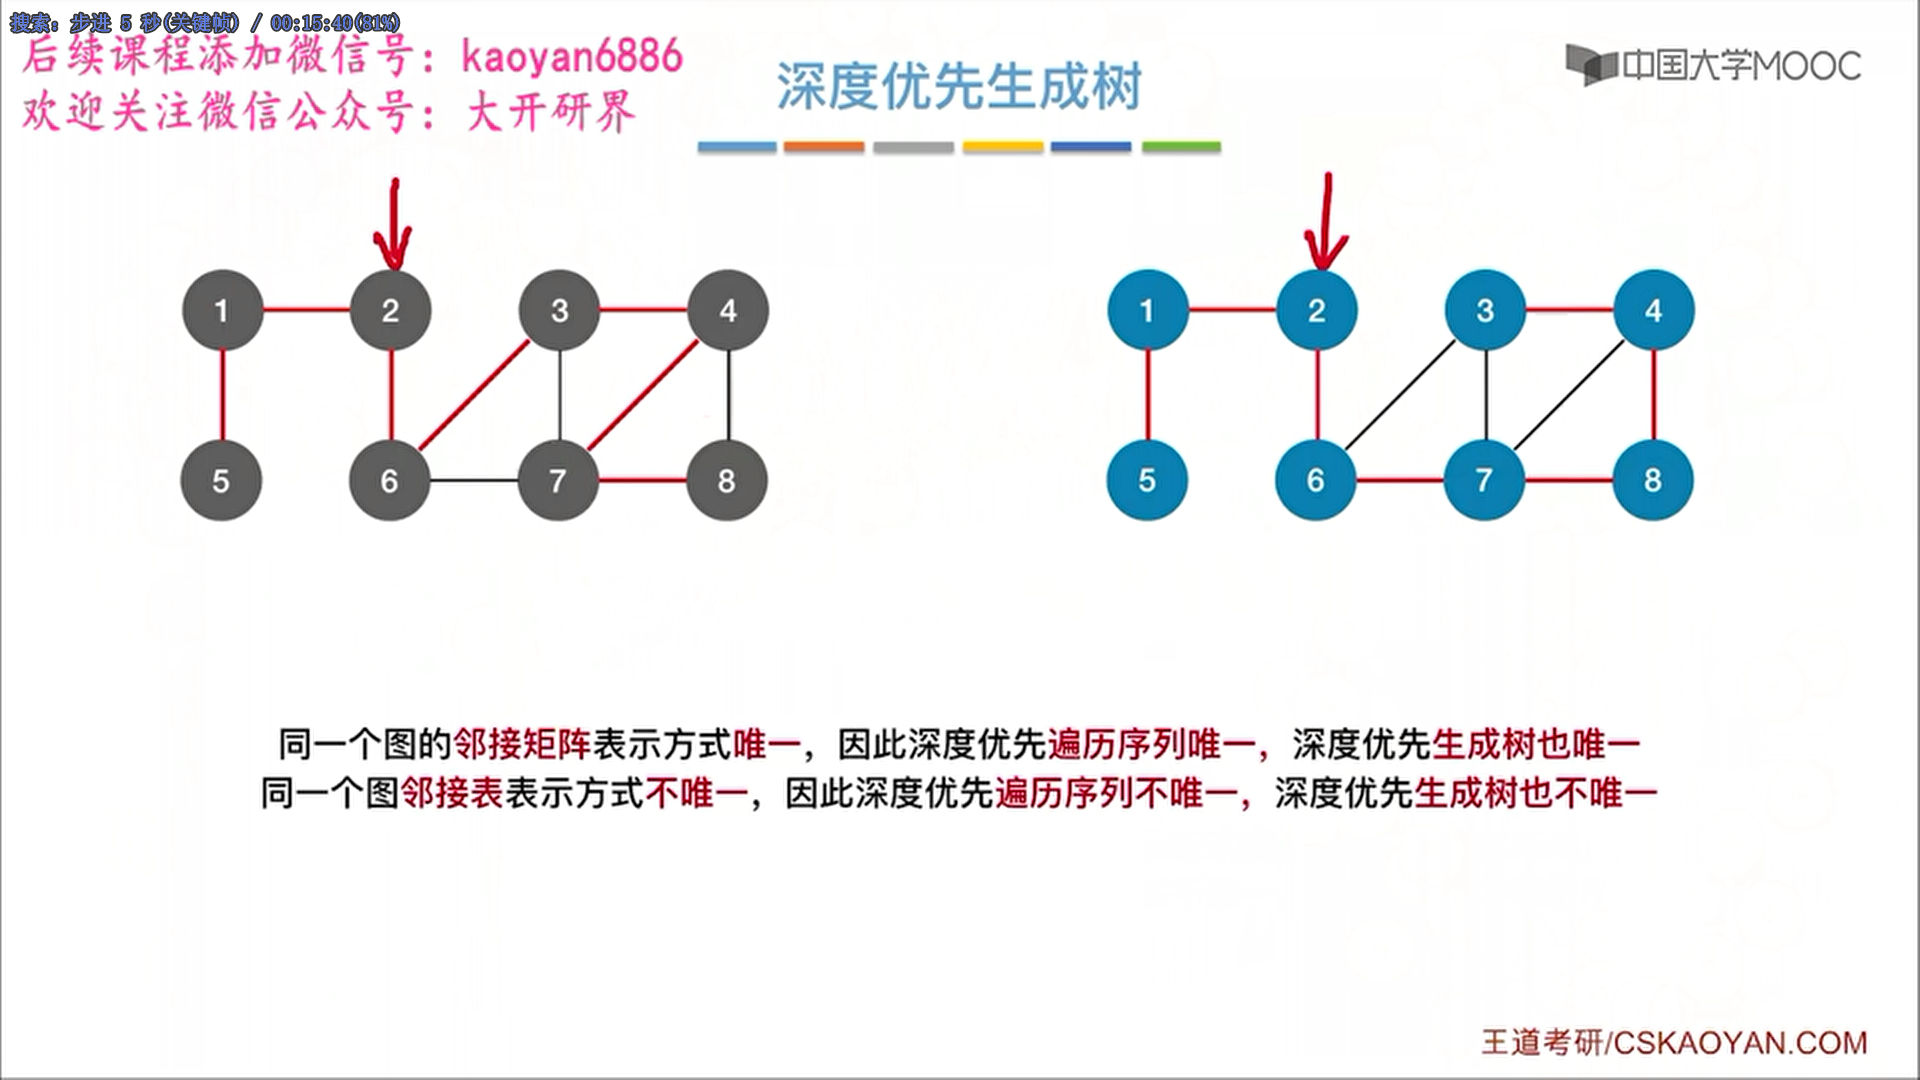 搜索: 步进 5 秒(关键帧) / 00:15:40(81%)
后续课程添加微信号：kaoyan6886
欢迎关注微信公众号：大开研界
深度优先生成树
中国大学MOOC
1 2 3 4
5 6 7 8
1 2 3 4
5 6 7 8
同一个图的邻接矩阵表示方式唯一，因此深度优先遍历序列唯一，深度优先生成树也唯一
同一个图邻接表表示方式不唯一，因此深度优先遍历序列不唯一，深度优先生成树也不唯一
王道考研/CSKAOYAN.COM